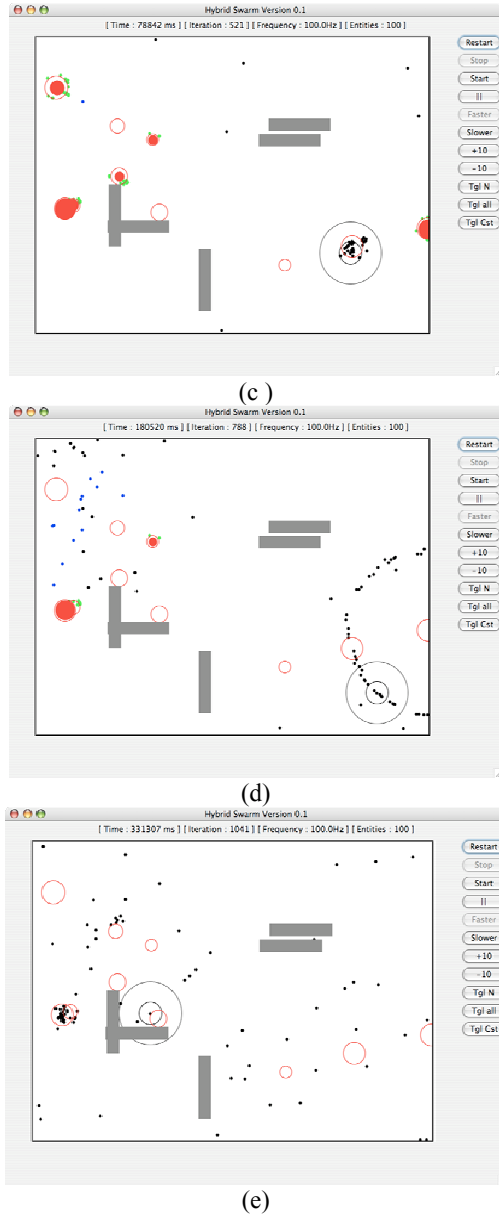 Hybrid Swarm Version 0.1
[ Time : 78842 ms ] [ Iteration : 521 ] [ Frequency : 100.0Hz ] [ Entities : 100 ]
Restart
Stop
Start
||
Faster
Slower
+10
-10
Tgl N
Tgl all
Tgl Cst
(c )
Hybrid Swarm Version 0.1
[ Time : 180520 ms ] [ Iteration : 788 ] [ Frequency : 100.0Hz ] [ Entities : 100 ]
Restart
Stop
Start
||
Faster
Slower
+10
-10
Tgl N
Tgl all
Tgl Cst
(d)
Hybrid Swarm Version 0.1
[ Time : 331307 ms ] [ Iteration : 1041 ] [ Frequency : 100.0Hz ] [ Entities : 100 ]
Restart
Stop
Start
||
Faster
Slower
+10
-10
Tgl N
Tgl all
Tgl Cst
(e)